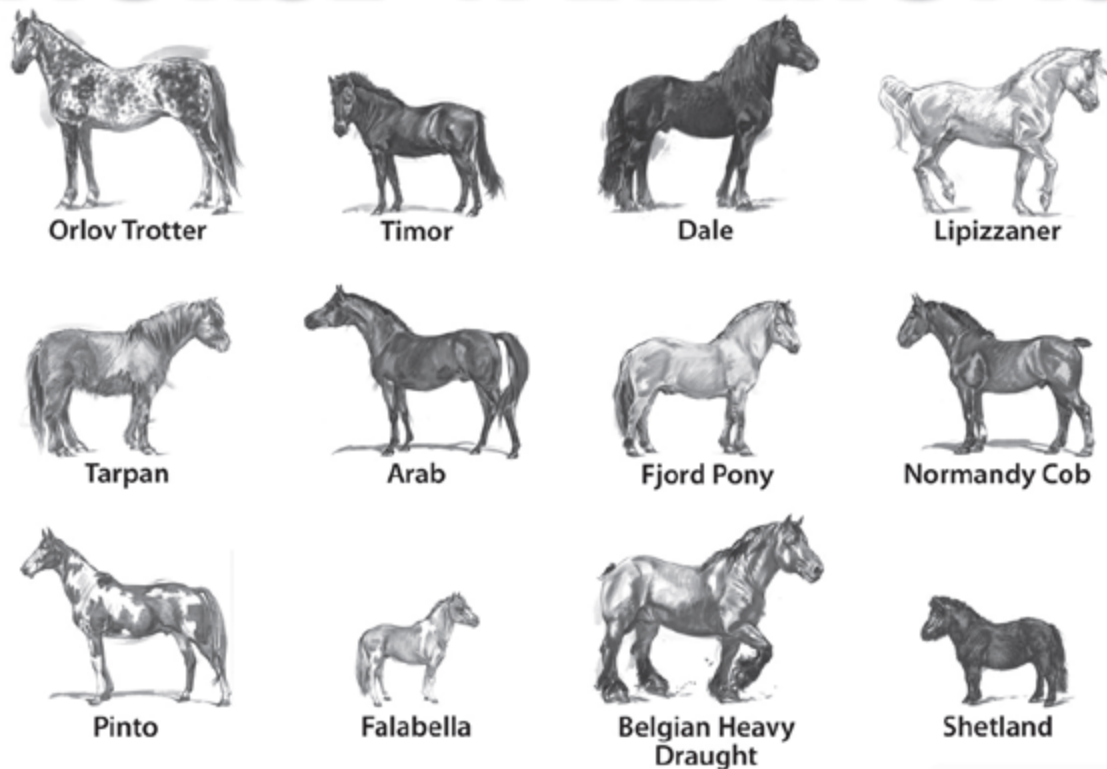 Orlov Trotter
Timor
Dale
Lipizzaner
Tarpan
Arab
Fjord Pony
Normandy Cob
Pinto
Falabella
Belgian Heavy
Draught
Shetland